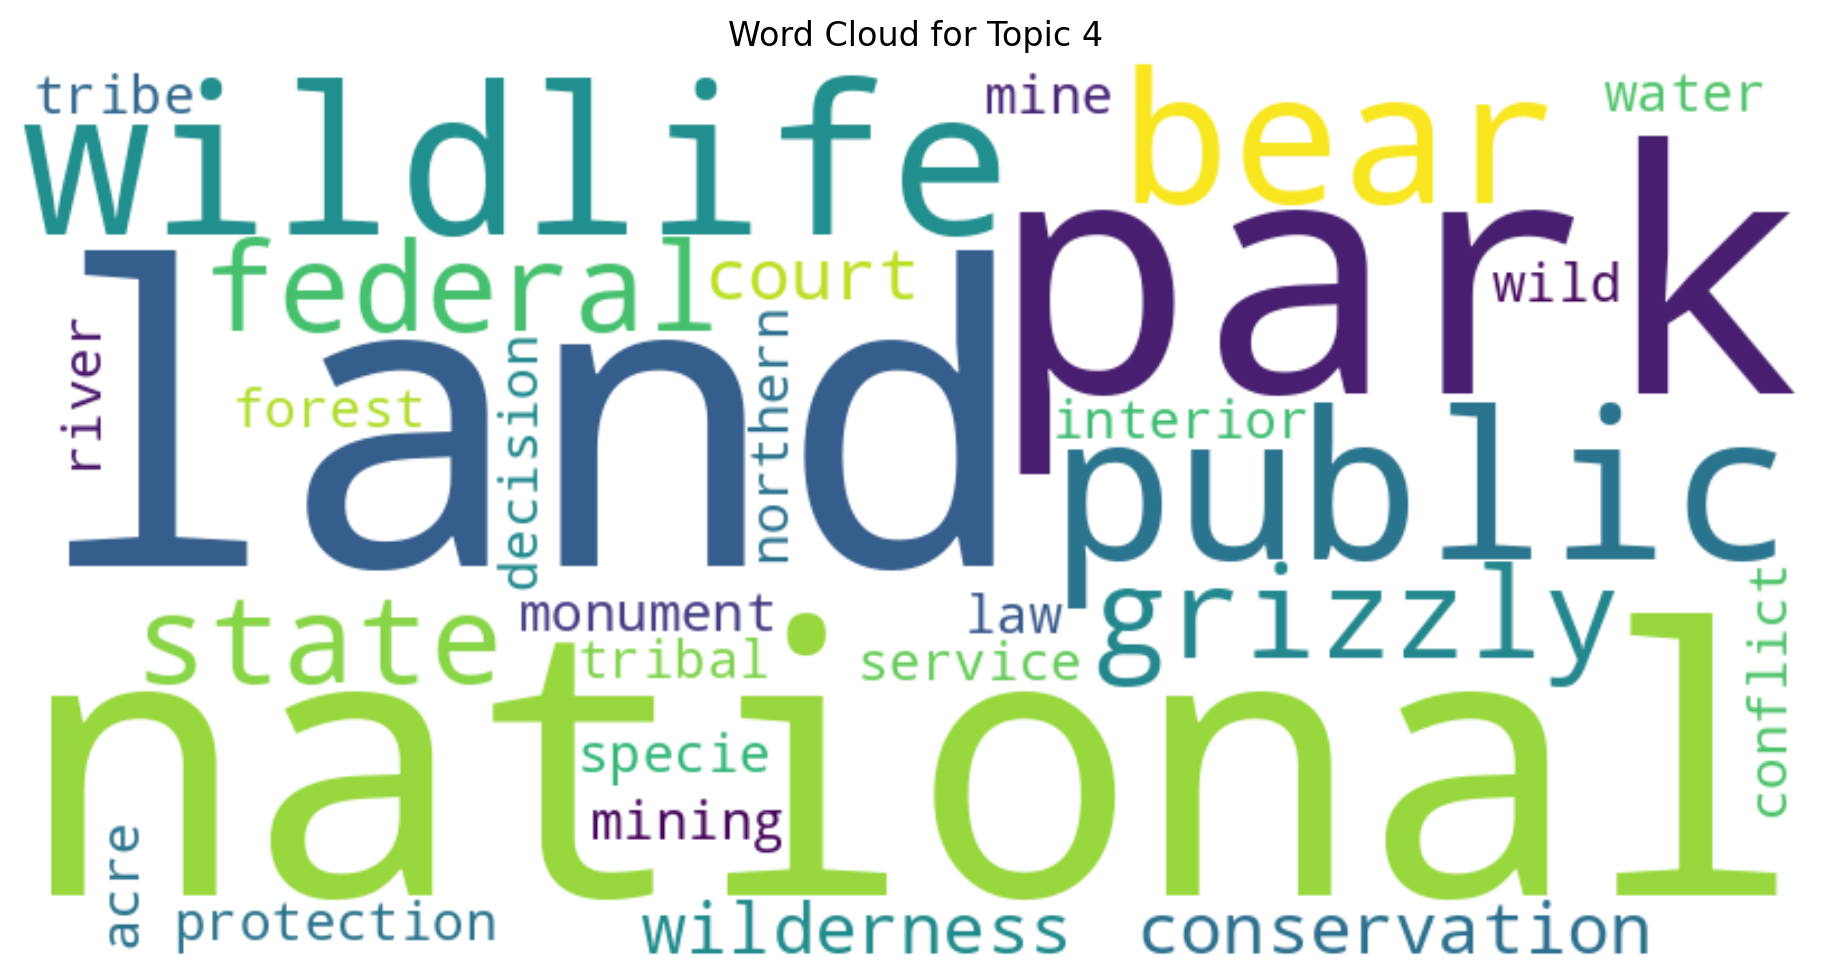 Word Cloud for Topic 4
tribe
wildlife
mine
bear
water
park
federal
court
wild
land
river
forest
decision
northern
interior
public
state
monument
law
grizzly
tribal
service
conflict
national
specie
mining
acre
protection
wilderness
conservation